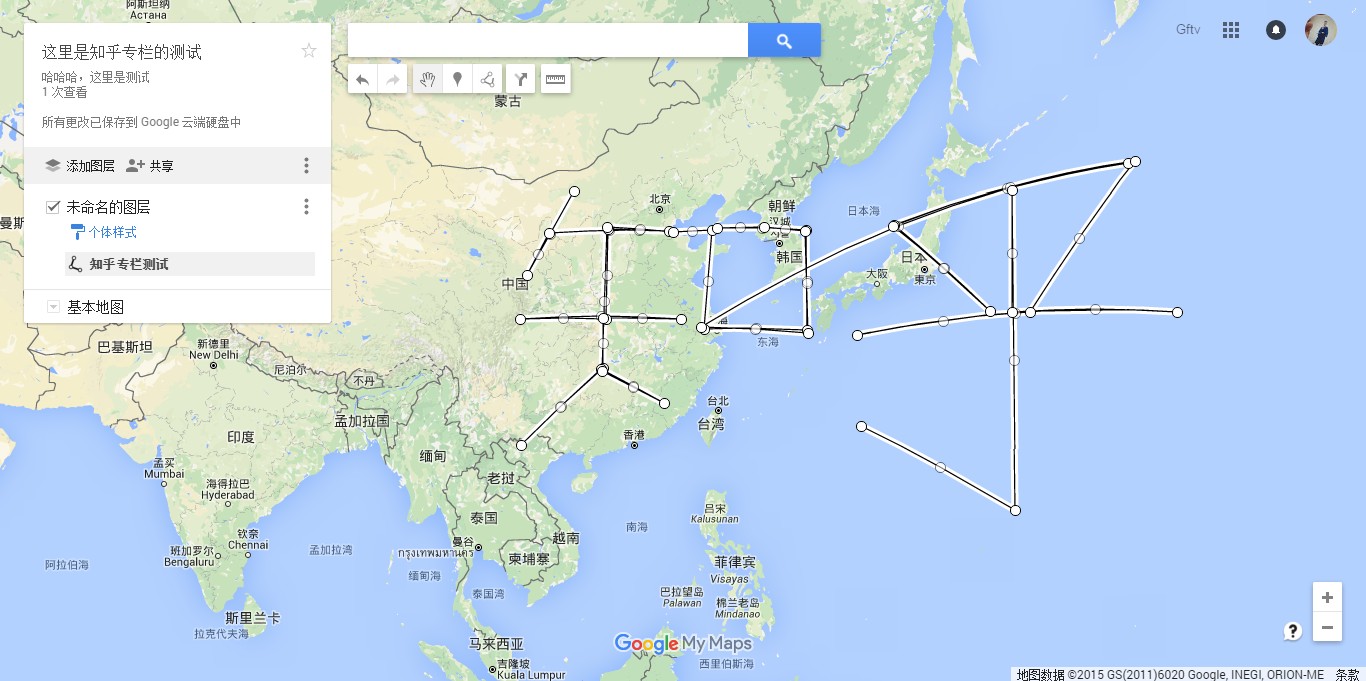 阿斯塔纳
Астана
这里是知乎专栏的测试
哈哈哈，这里是测试
1 次查看
所有更改已保存到 Google 云端硬盘中
添加图层
共享
未命名的图层
个体样式
知乎专栏测试
基本地图
Gftv
蒙古
北京
朝鲜
汉城
韩国
日本海
日本
東京
大阪
中国
东海
巴基斯坦
新德里
New Delhi
尼泊尔
不丹
孟加拉国
印度
台北
台湾
香港
缅甸
老挝
孟买
Mumbai
海得拉巴
Hyderabad
泰国
南海
吕宋
Kalusunan
钦奈
Chennai
班加罗尔
Bengaluru
孟加拉湾
曼谷
กรุงเทพมหานคร
越南
柬埔寨
菲律宾
Visayas
阿拉伯海
缅甸海
泰国湾
巴拉望岛
Palawan
棉兰老岛
Mindanao
斯里兰卡
拉克代夫海
马来西亚
吉隆坡
Kuala Lumpur
Google My Maps
西里伯斯海
地图数据 ©2015 GS(2011)6020 Google, INEGI, ORION-ME 条款